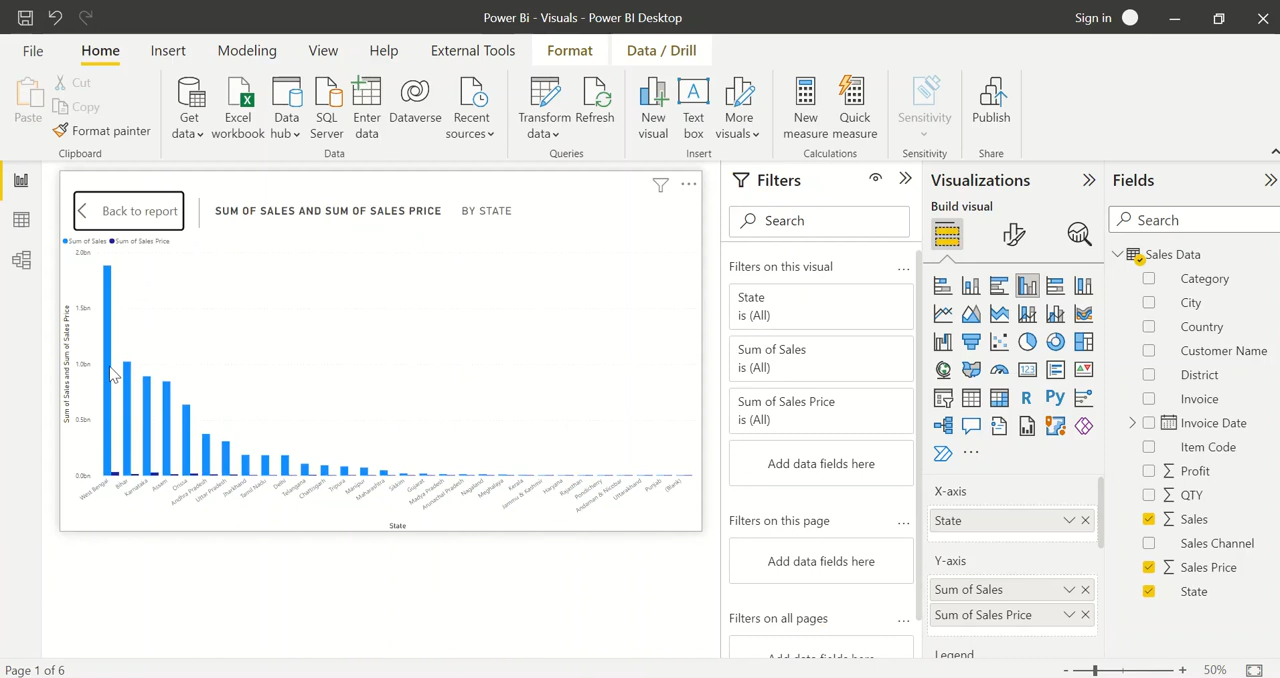 Power Bi - Visuals - Power BI Desktop
Sign in
File Home Insert Modeling View Help External Tools Format Data / Drill
Paste
Cut
Copy
Format painter
Clipboard
Get data
Excel workbook
Data hub
SQL Server
Enter data
Dataverse
Recent sources
Data
Transform data
Refresh
Queries
New visual
Text box
More visuals
Insert
New measure
Quick measure
Calculations
Sensitivity
Sensitivity
Publish
Share
Back to report
SUM OF SALES AND SUM OF SALES PRICE BY STATE
Sum of Sales Sum of Sales Price
2.0bn
1.5bn
1.0bn
0.5bn
0.0bn
Sum of Sales and Sum of Sales Price
West Bengal
Bihar
Karnataka
Assam
Orissa
Andhra Pradesh
Uttar Pradesh
Jharkhand
Tamil Nadu
Delhi
Telangana
Chattisgarh
Tripura
Manipur
Maharashtra
Sikkim
Gujarat
Madya Pradesh
Arunachal Pradesh
Nagaland
Meghalaya
Kerala
Jammu & Kashmir
Haryana
Rajasthan
Pondicherry
Andaman & Nicobar
Uttarakhand
Punjab
(Blank)
State
Filters
Search
Filters on this visual ...
State
is (All)
Sum of Sales
is (All)
Sum of Sales Price
is (All)
Add data fields here
Filters on this page ...
Add data fields here
Filters on all pages ...
Add data fields here
Visualizations
Build visual
123
R Py
...
X-axis
State
Y-axis
Sum of Sales
Sum of Sales Price
Legend
Fields
Search
Sales Data
Category
City
Country
Customer Name
District
Invoice
Invoice Date
Item Code
Profit
QTY
Sales
Sales Channel
Sales Price
State
Page 1 of 6
- + 50%